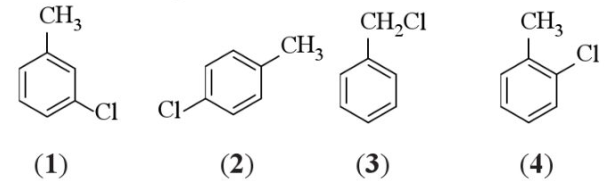 CH₃ CH₂Cl CH₃
CH₃ Cl
Cl Cl
(1) (2) (3) (4)